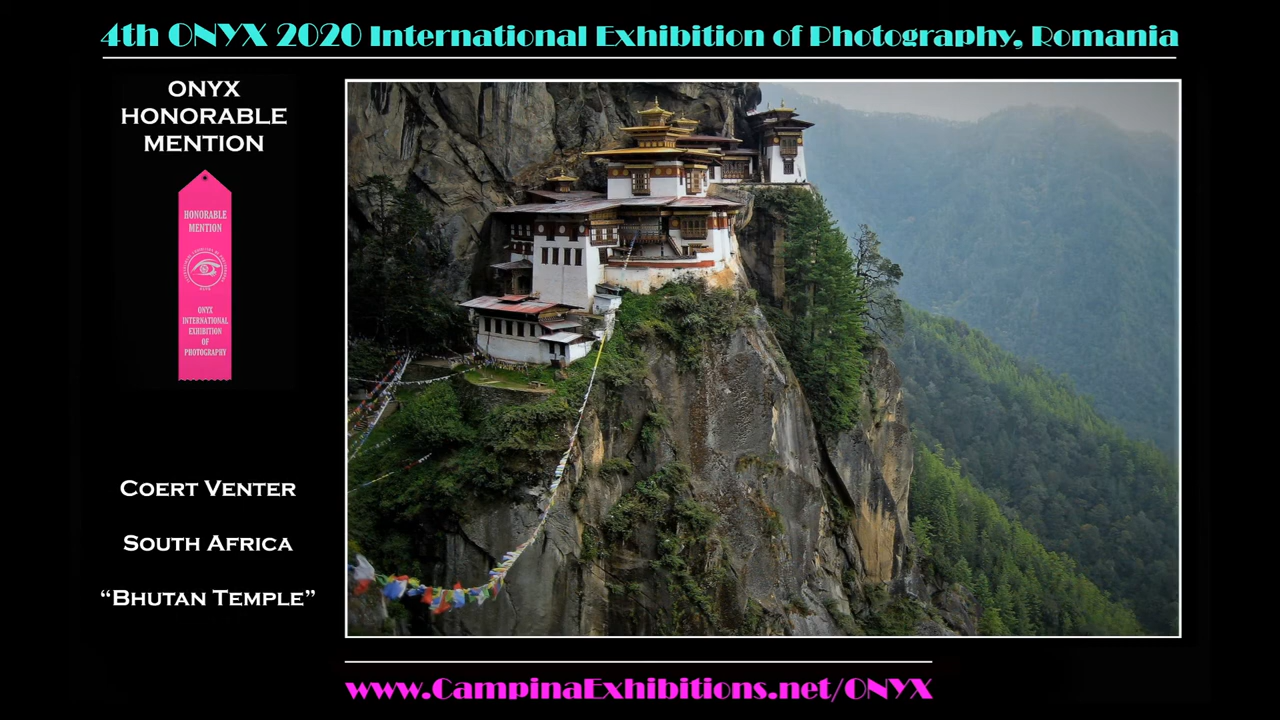 4th ONYX 2020 International Exhibition of Photography, Romania
ONYX
HONORABLE
MENTION
HONORABLE
MENTION
ONYX
INTERNATIONAL
EXHIBITION
OF
PHOTOGRAPHY
COERT VENTER
SOUTH AFRICA
“BHUTAN TEMPLE”
www.CampinaExhibitions.net/ONYX